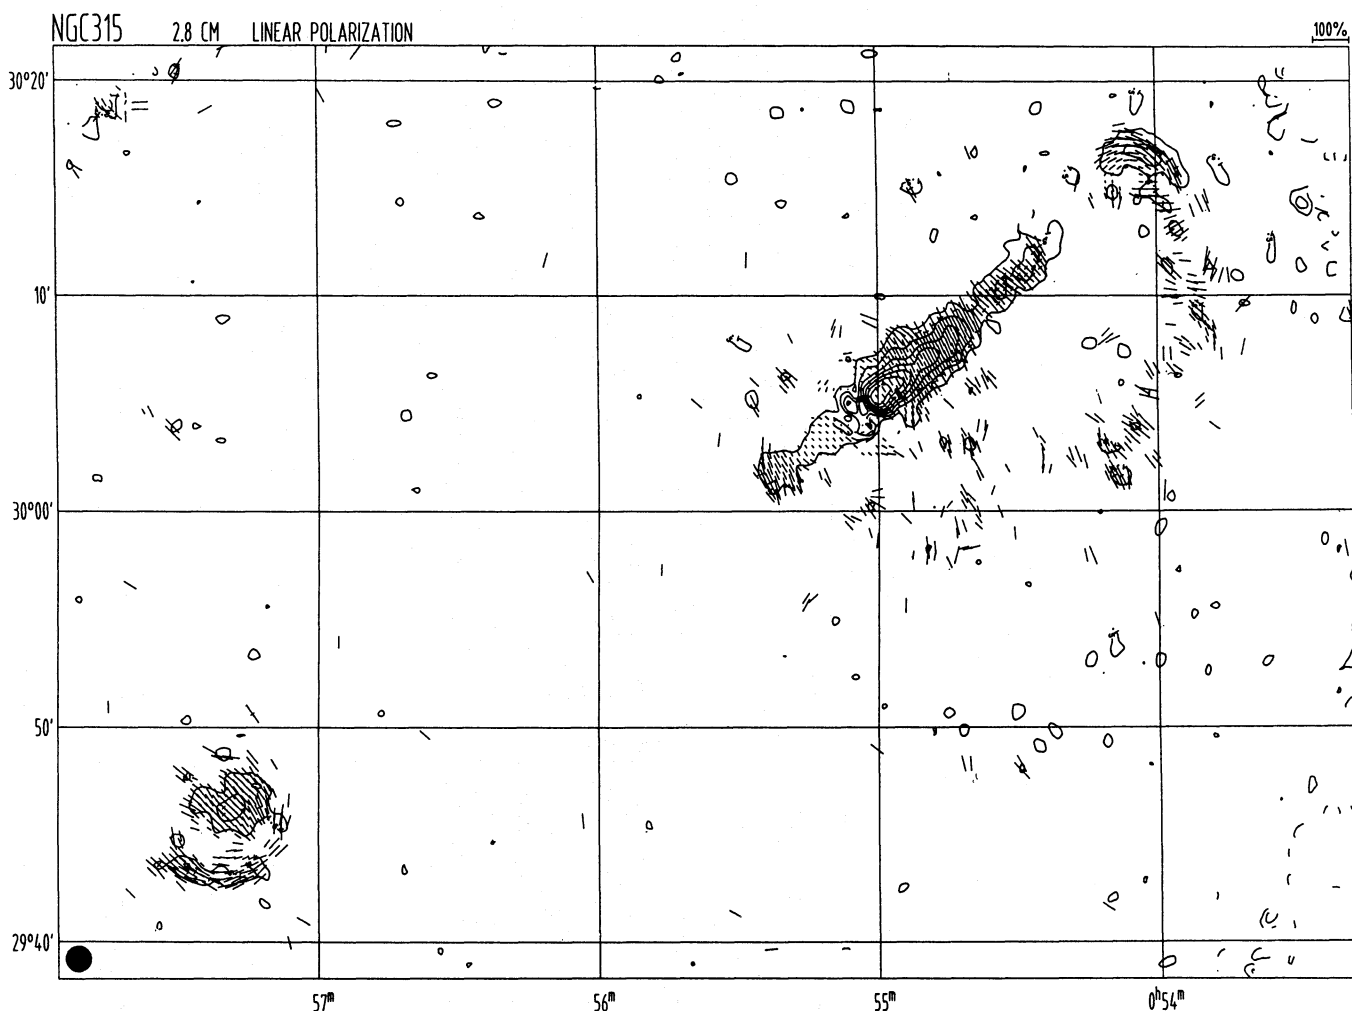 NGC315 2.8 CM LINEAR POLARIZATION 100%
30°20'
10'
30°00'
50'
29°40'
57ᵐ 56ᵐ 55ᵐ 0ʰ54ᵐ